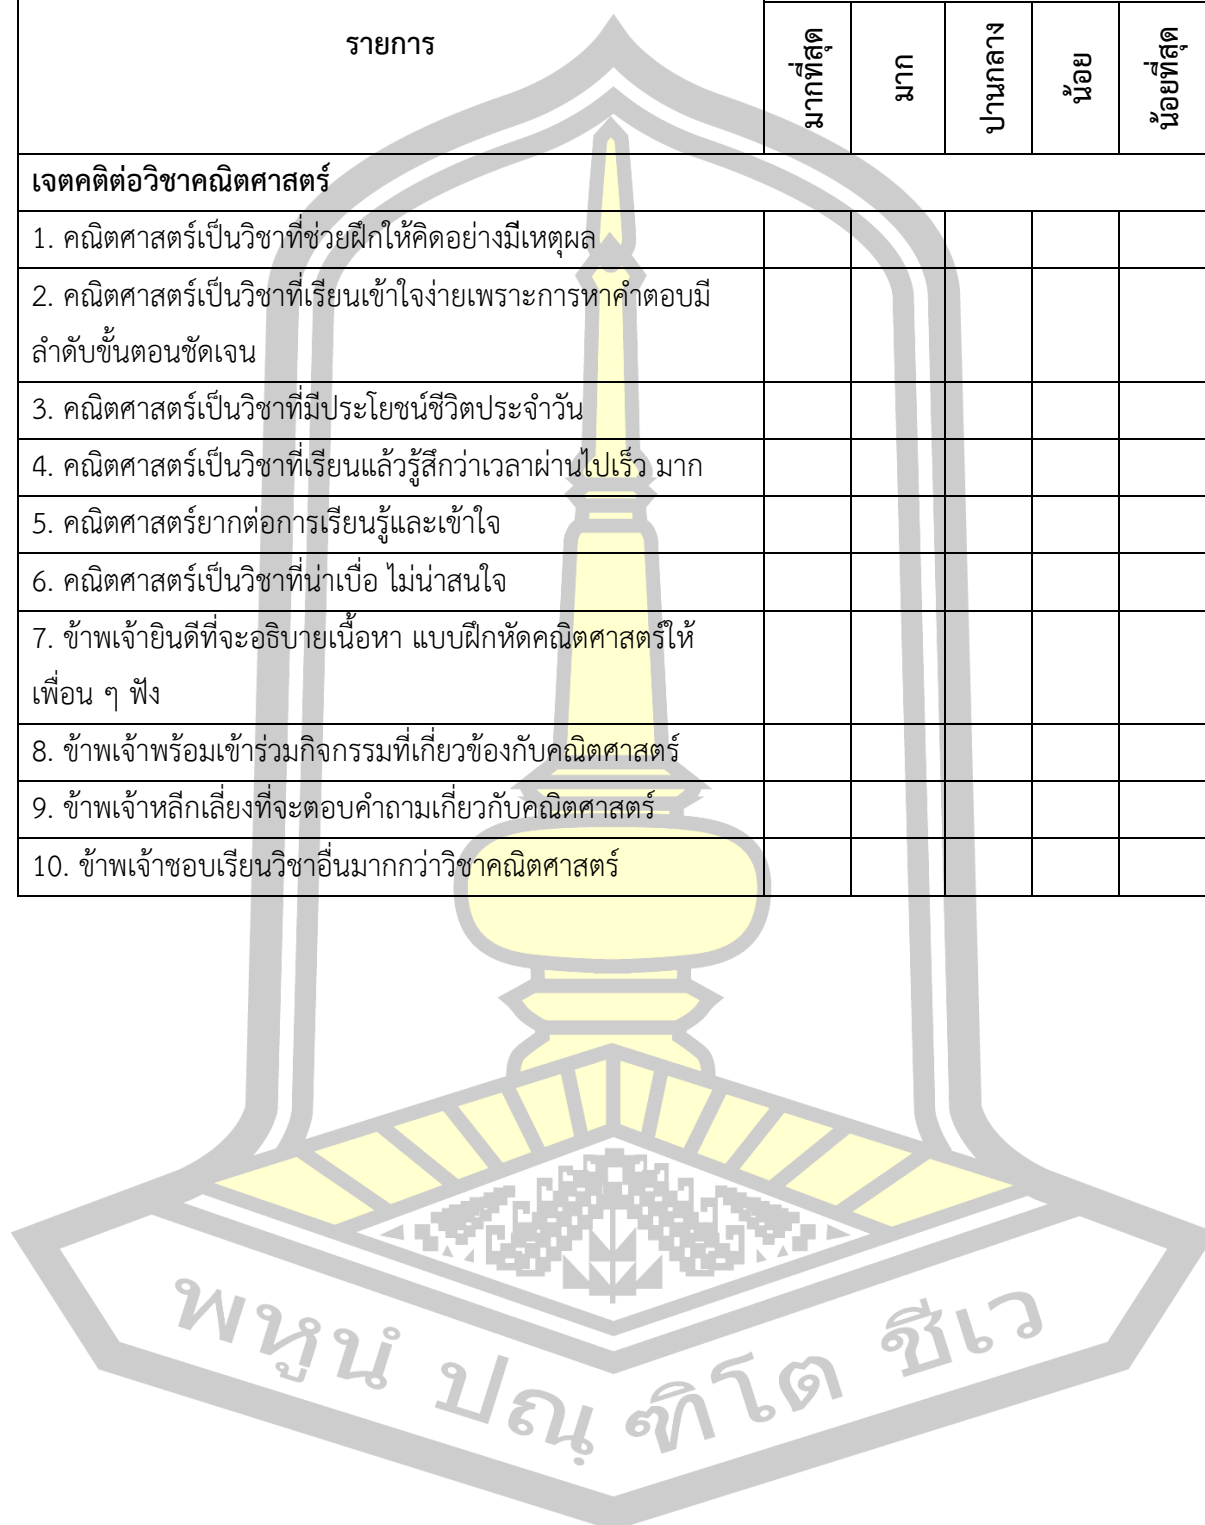 รายการ
มากที่สุด
มาก
ปานกลาง
น้อย
น้อยที่สุด
เจตคติต่อวิชาคณิตศาสตร์
1. คณิตศาสตร์เป็นวิชาที่ช่วยฝึกให้คิดอย่างมีเหตุผล
2. คณิตศาสตร์เป็นวิชาที่เรียนเข้าใจง่ายเพราะการหาคำตอบมี
ลำดับขั้นตอนชัดเจน
3. คณิตศาสตร์เป็นวิชาที่มีประโยชน์ชีวิตประจำวัน
4. คณิตศาสตร์เป็นวิชาที่เรียนแล้วรู้สึกว่าเวลาผ่านไปเร็ว มาก
5. คณิตศาสตร์ยากต่อการเรียนรู้และเข้าใจ
6. คณิตศาสตร์เป็นวิชาที่น่าเบื่อ ไม่น่าสนใจ
7. ข้าพเจ้ายินดีที่จะอธิบายเนื้อหา แบบฝึกหัดคณิตศาสตร์ให้
เพื่อน ๆ ฟัง
8. ข้าพเจ้าพร้อมเข้าร่วมกิจกรรมที่เกี่ยวข้องกับคณิตศาสตร์
9. ข้าพเจ้าหลีกเลี่ยงที่จะตอบคำถามเกี่ยวกับคณิตศาสตร์
10. ข้าพเจ้าชอบเรียนวิชาอื่นมากกว่าวิชาคณิตศาสตร์
พหูนํ ปณฺฑิโต ชีเว